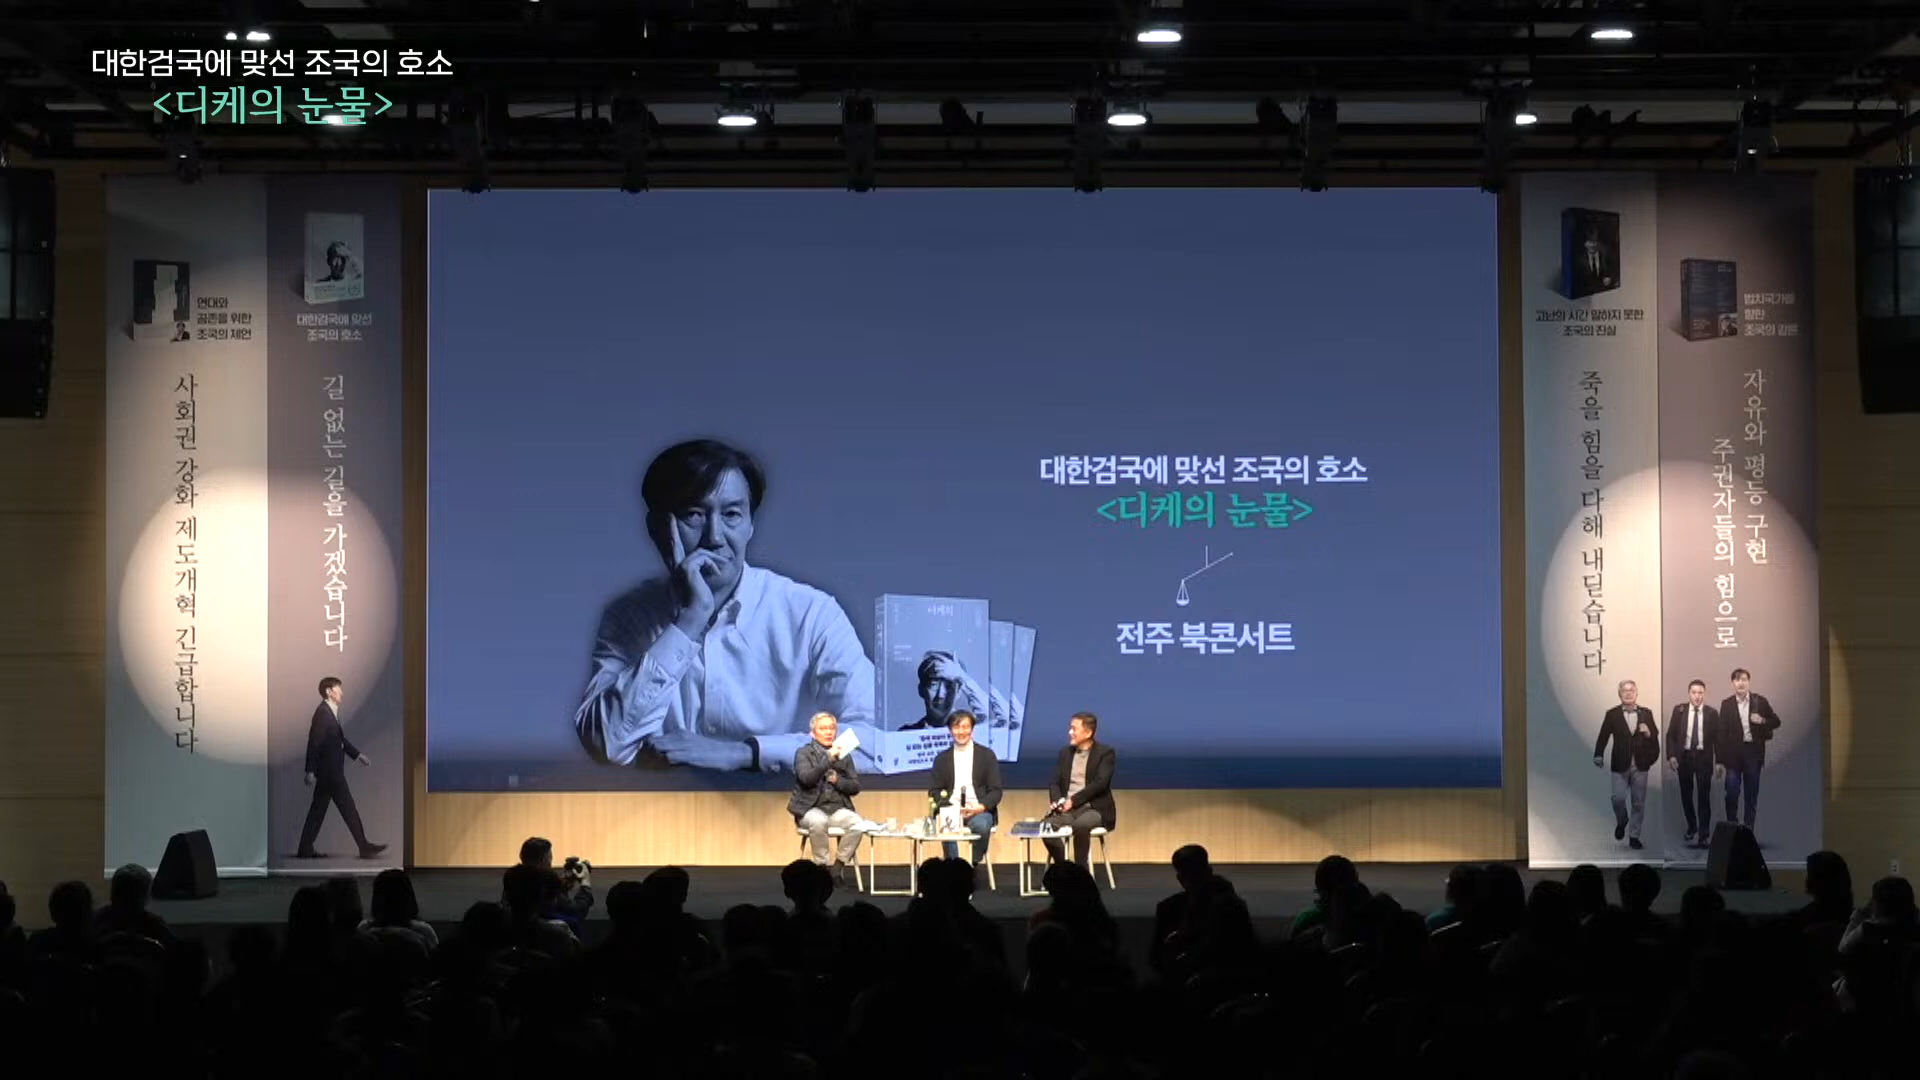 대한검국에 맞선 조국의 호소
<디케의 눈물>
연대와
공존을 위한
조국의 제언
사회권 강화 제도개혁 긴급합니다
대한검국에 맞선
조국의 호소
길 없는 길을 가겠습니다
대한검국에 맞선 조국의 호소
<디케의 눈물>
전주 북콘서트
디케의
고난의 시간 말하지 못한
조국의 진실
죽을 힘을 다해 내딛습니다
법치국가를
향한
조국의 강론
자유와 평등 구현
주권자들의 힘으로